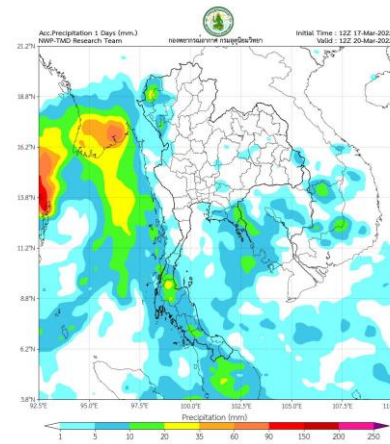 Acc.Precipitation 1 Days (mm.)
NWP-TMD Research Team
กองพยากรณ์อากาศ กรมอุตุนิยมวิทยา
Initial Time : 12Z 17-Mar-202
Valid : 12Z 20-Mar-202
21.2°N
18.8°N
16.2°N
13.8°N
11.2°N
8.8°N
6.2°N
3.8°N
92.5°E 95.0°E 97.5°E 100.0°E 102.5°E 105.0°E 107.5°E 110
Precipitation (mm)
1 5 10 20 35 60 90 150 200 250